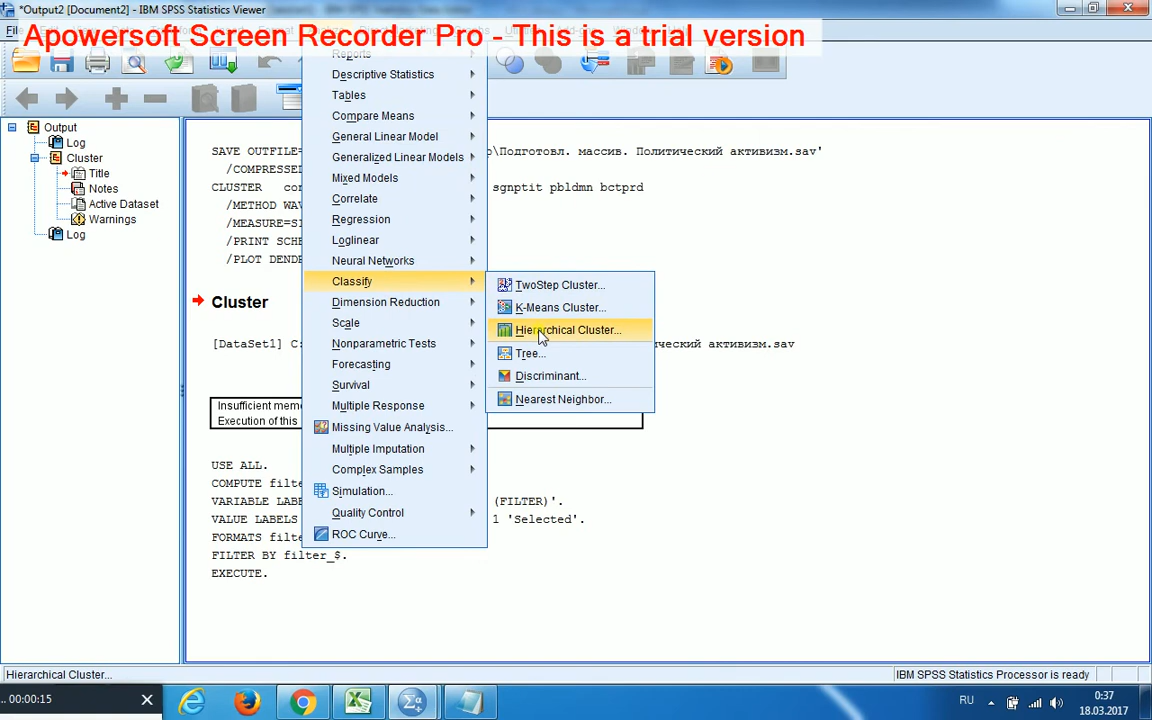 *Output2 [Document2] - IBM SPSS Statistics Viewer
Apowersoft Screen Recorder Pro - This is a trial version
Reports
Descriptive Statistics
Tables
Compare Means
General Linear Model
Generalized Linear Models
Mixed Models
Correlate
Regression
Loglinear
Neural Networks
Classify
Dimension Reduction
Scale
Nonparametric Tests
Forecasting
Survival
Multiple Response
Missing Value Analysis...
Multiple Imputation
Complex Samples
Simulation...
Quality Control
ROC Curve...
TwoStep Cluster...
K-Means Cluster...
Hierarchical Cluster...
Tree...
Discriminant...
Nearest Neighbor...
Output
Log
Cluster
Title
Notes
Active Dataset
Warnings
Log
SAVE OUTFILE= p\Подготовл. массив. Политический активизм.sav'
/COMPRESSED
CLUSTER sgnptit pbldmn bctprd
/METHOD WAV
/MEASURE=S
/PRINT SCHE
/PLOT DEND
Cluster
[DataSet1] C: ический активизм.sav
Insufficient mem
Execution of this
USE ALL.
COMPUTE filt
VARIABLE LAB (FILTER)'.
VALUE LABELS 1 'Selected'.
FORMATS filt
FILTER BY filter_$.
EXECUTE.
Hierarchical Cluster...
IBM SPSS Statistics Processor is ready
.. 00:00:15
RU
0:37
18.03.2017